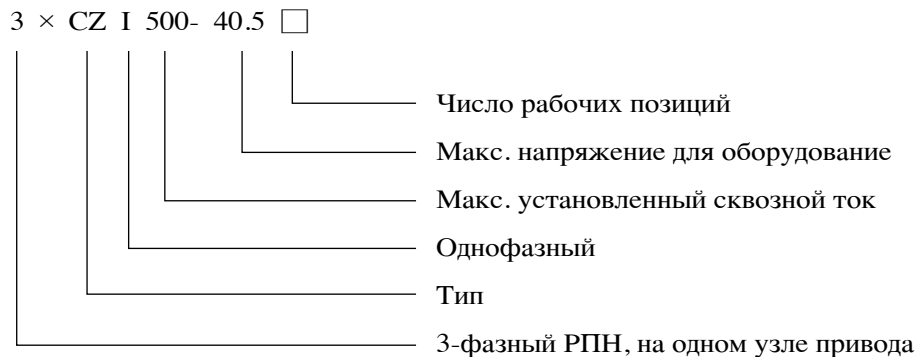 3 × CZ I 500- 40.5 □
Число рабочих позиций
Макс. напряжение для оборудование
Макс. установленный сквозной ток
Однофазный
Тип
3-фазный РПН, на одном узле привода